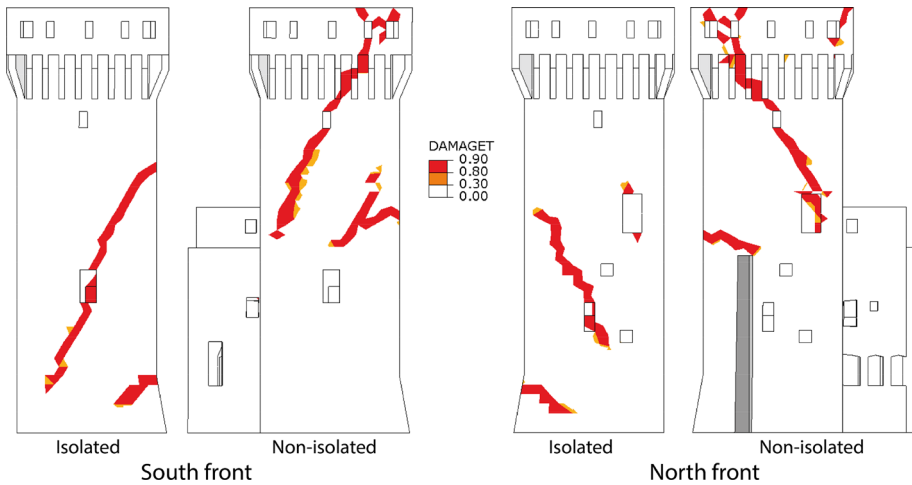 DAMAGET
0.90
0.80
0.30
0.00
Isolated
Non-isolated
Isolated
Non-isolated
South front
North front